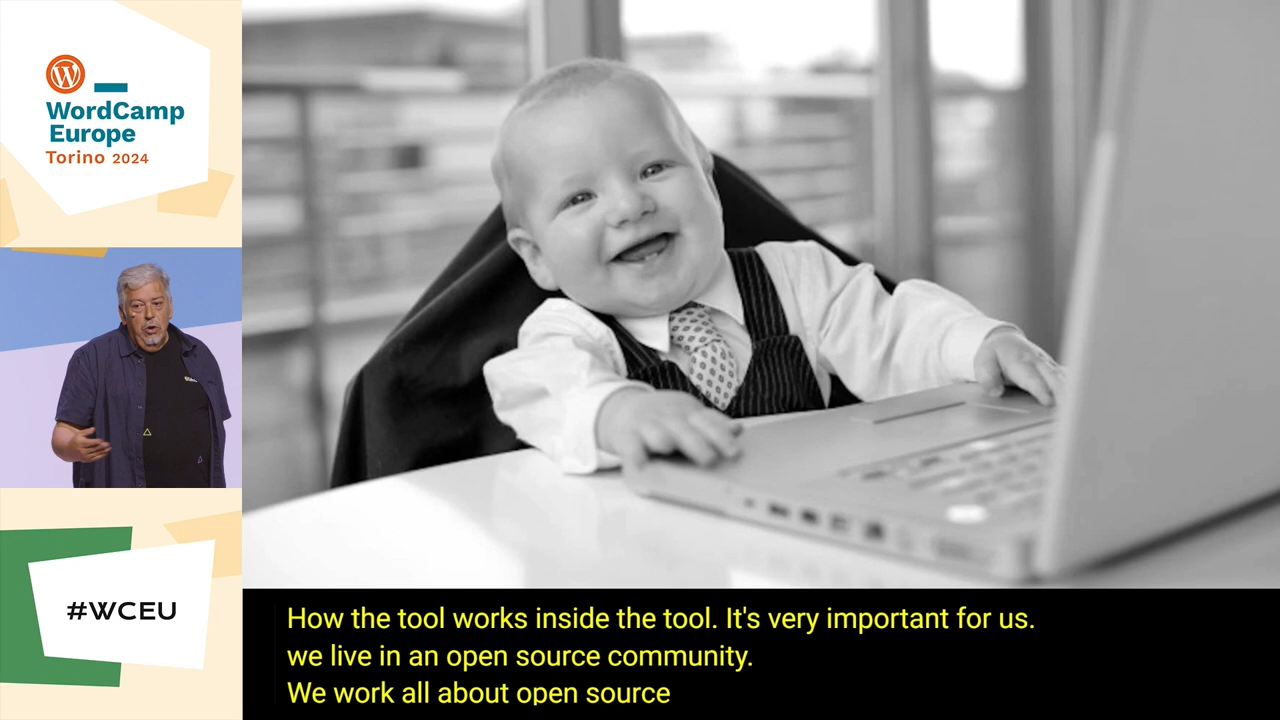 WordCamp
Europe
Torino 2024
#WCEU
How the tool works inside the tool. It's very important for us.
we live in an open source community.
We work all about open source